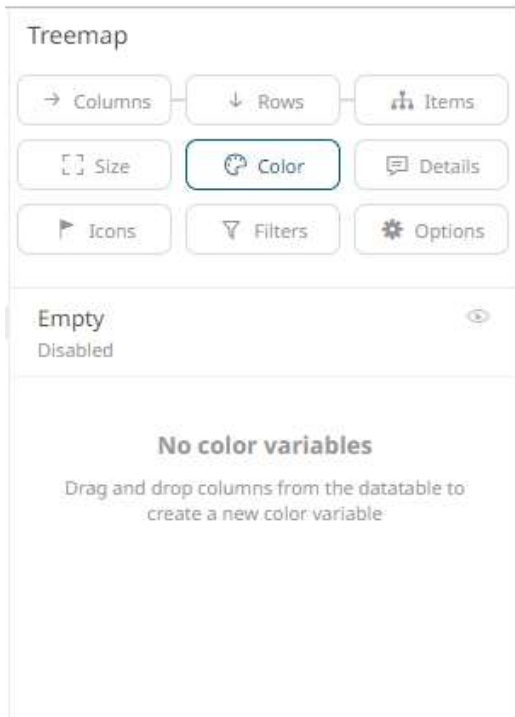 Treemap
Columns Rows Items
Size Color Details
Icons Filters Options
Empty
Disabled
No color variables
Drag and drop columns from the datatable to
create a new color variable